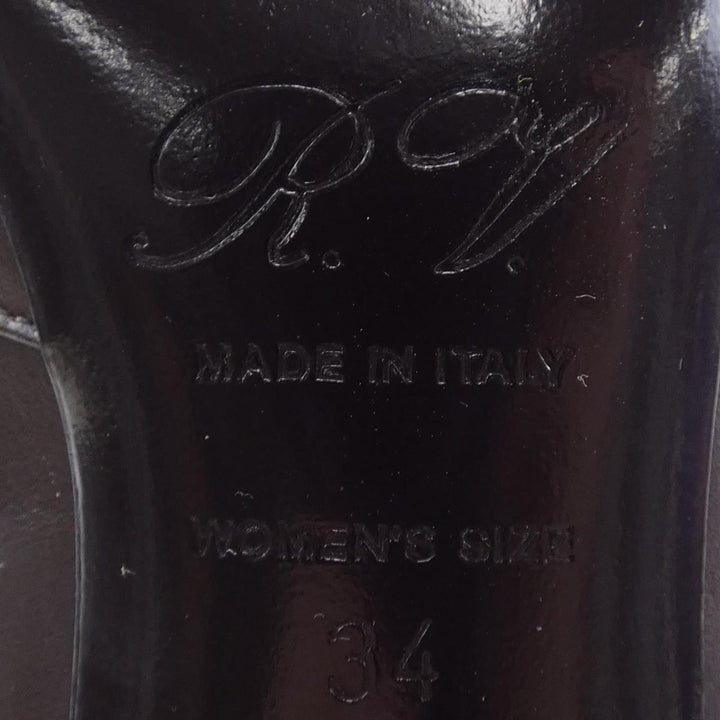 R. V.
MADE IN ITALY
WOMEN'S SIZE
34